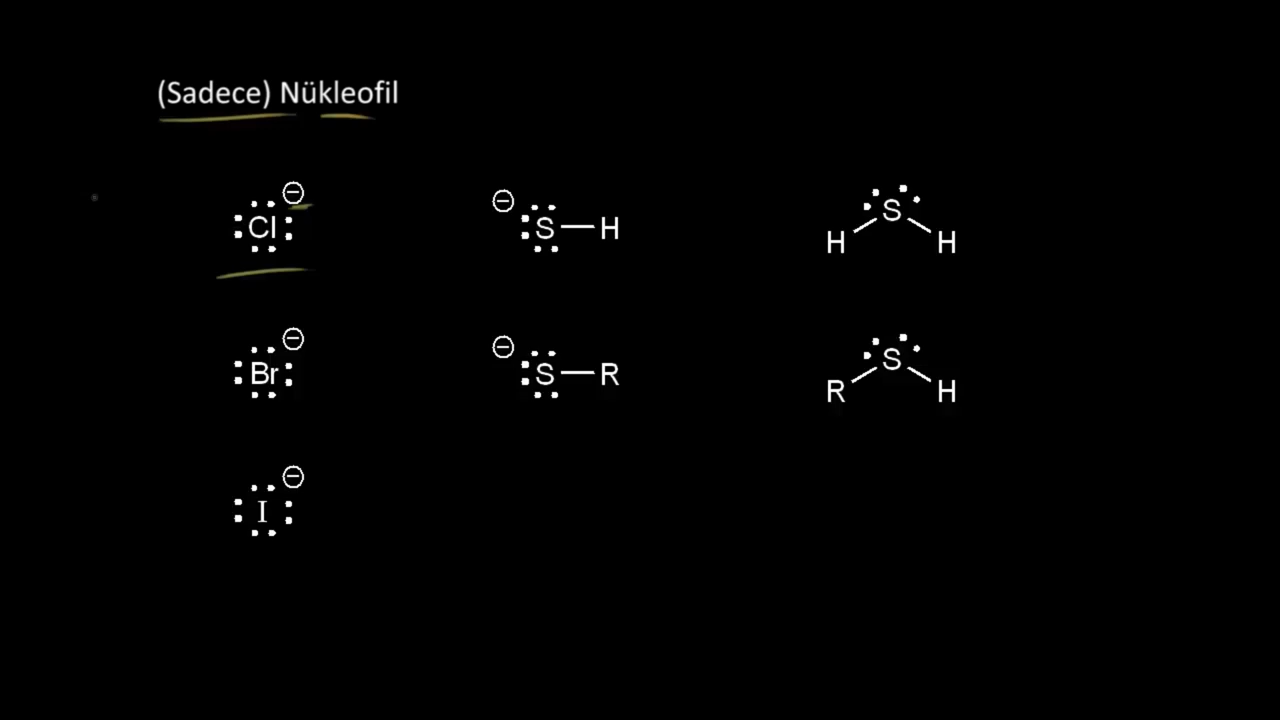 (Sadece) Nükleofil
Cl ⊖
⊖ S—H
H S H
Br ⊖
⊖ S—R
R S H
I ⊖